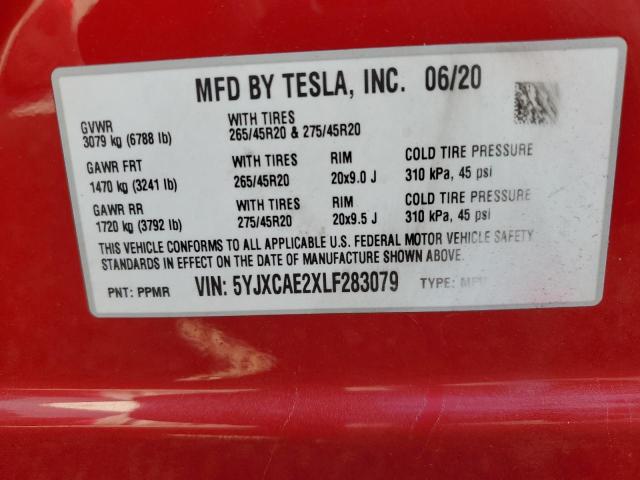 MFD BY TESLA, INC. 06/20
GVWR
3079 kg (6788 lb)
WITH TIRES
265/45R20 & 275/45R20
GAWR FRT
1470 kg (3241 lb)
WITH TIRES
265/45R20
RIM
20x9.0 J
COLD TIRE PRESSURE
310 kPa, 45 psi
GAWR RR
1720 kg (3792 lb)
WITH TIRES
275/45R20
RIM
20x9.5 J
COLD TIRE PRESSURE
310 kPa, 45 psi
THIS VEHICLE CONFORMS TO ALL APPLICABLE U.S. FEDERAL MOTOR VEHICLE SAFETY
STANDARDS IN EFFECT ON DATE OF MANUFACTURE SHOWN ABOVE.
PNT: PPMR
VIN: 5YJXCAE2XLF283079
TYPE: